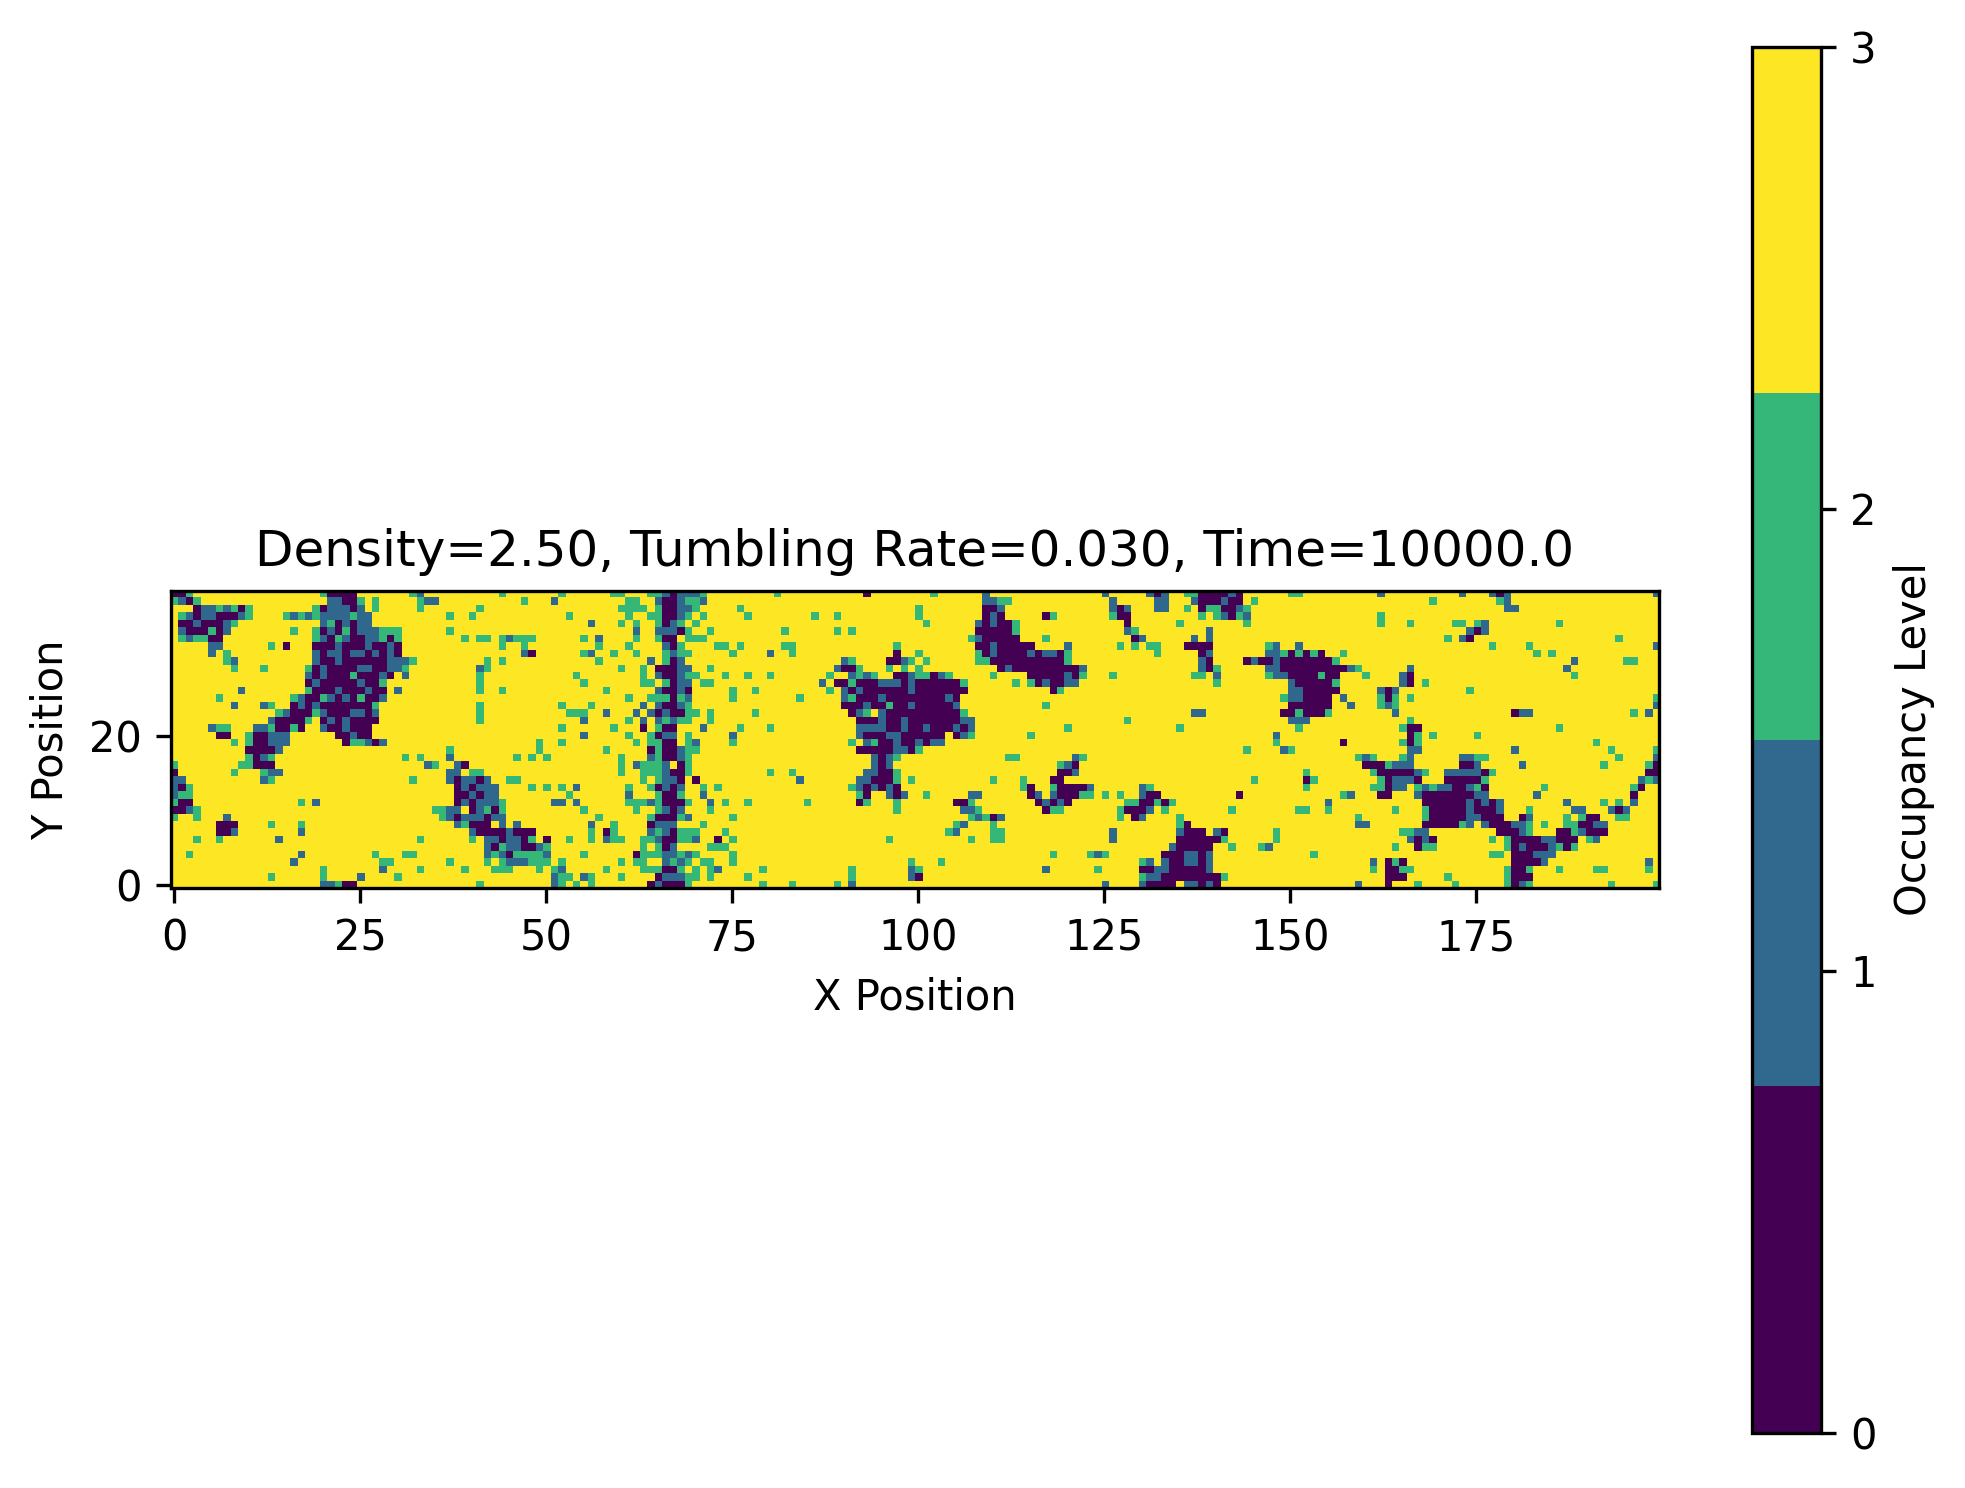 Density=2.50, Tumbling Rate=0.030, Time=10000.0
Y Position
20
0
0 25 50 75 100 125 150 175
X Position
3
2
1
0
Occupancy Level